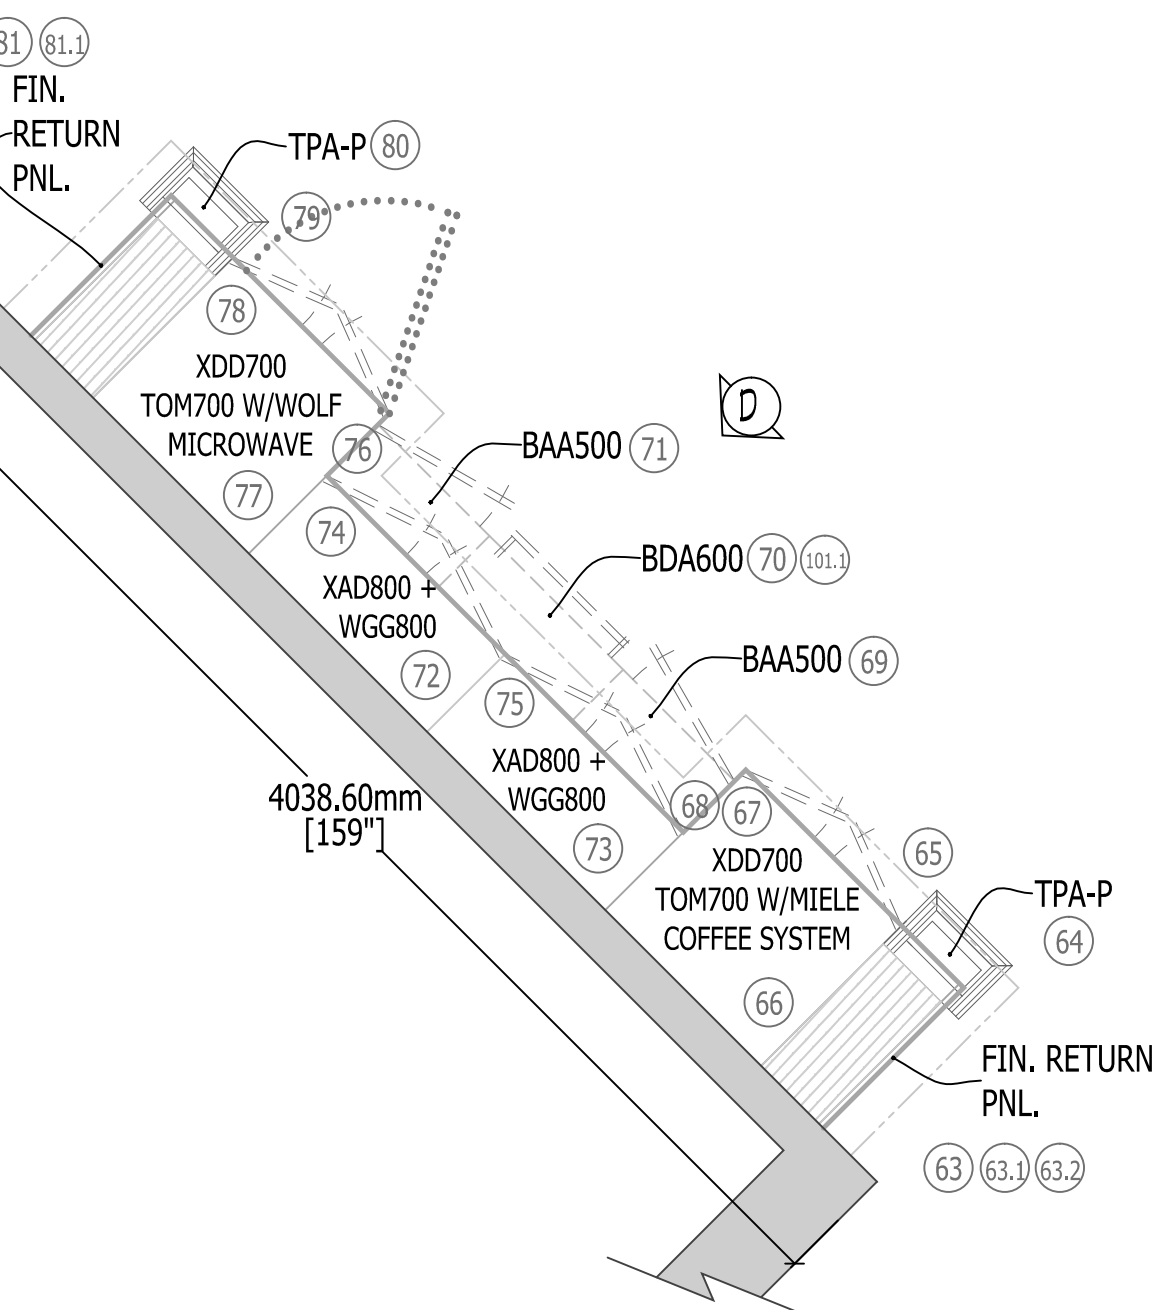 81 81.1
FIN.
RETURN
PNL.
TPA-P 80
79
78
XDD700
TOM700 W/WOLF
MICROWAVE
76
77
D
BAA500 71
74
BDA600 70 101.1
XAD800 +
WGG800
72
BAA500 69
75
XAD800 +
WGG800
73
4038.60mm
[159"]
68 67
65
XDD700
TOM700 W/MIELE
COFFEE SYSTEM
66
TPA-P
64
FIN. RETURN
PNL.
63 63.1 63.2